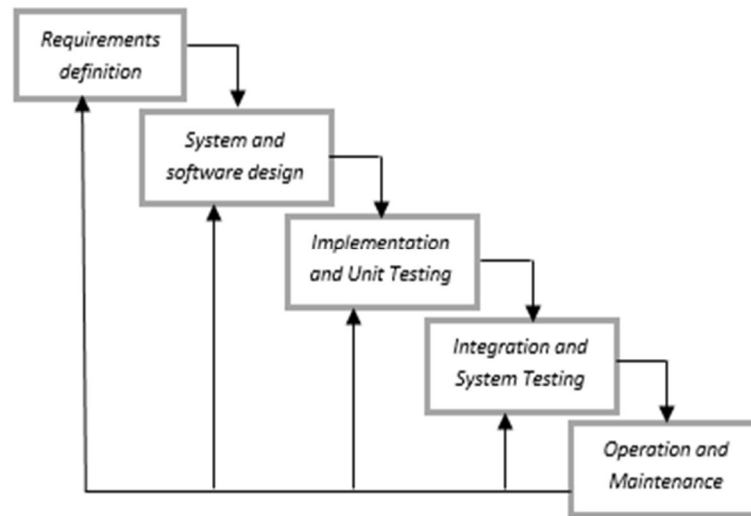 Requirements
definition
System and
software design
Implementation
and Unit Testing
Integration and
System Testing
Operation and
Maintenance